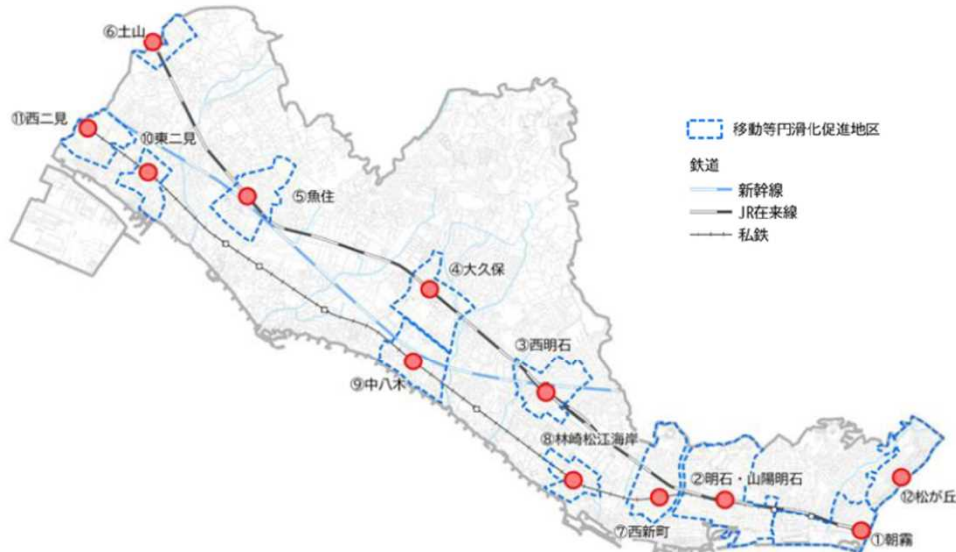 ⑥土山
⑪西二見
⑩東二見
⑤魚住
④大久保
③西明石
⑨中八木
⑧林崎松江海岸
②明石・山陽明石
⑫松が丘
⑦西新町
①朝霧
移動等円滑化促進地区
鉄道
新幹線
JR在来線
私鉄